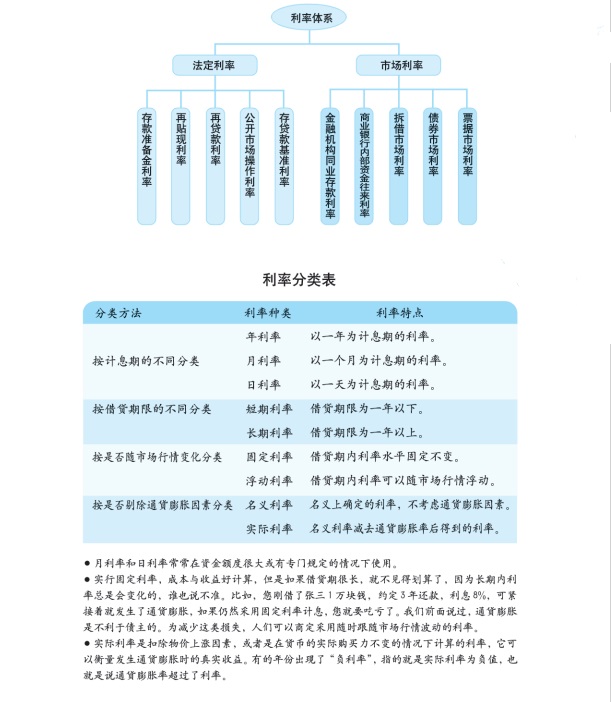 利率体系
法定利率
市场利率
存款准备金利率
再贴现利率
再贷款利率
公开市场操作利率
存贷款基准利率
金融机构同业存款利率
商业银行内部资金往来利率
拆借市场利率
债券市场利率
票据市场利率
利率分类表
分类方法 利率种类 利率特点
年利率 以一年为计息期的利率。
按计息期的不同分类 月利率 以一个月为计息期的利率。
日利率 以一天为计息期的利率。
按借贷期限的不同分类 短期利率 借贷期限为一年以下。
长期利率 借贷期限为一年以上。
按是否随市场行情变化分类 固定利率 借贷期内利率水平固定不变。
浮动利率 借贷期内利率可以随市场行情浮动。
按是否剔除通货膨胀因素分类 名义利率 名义上确定的利率，不考虑通货膨胀因素。
实际利率 名义利率减去通货膨胀率后得到的利率。
●月利率和日利率常常在资金额度很大或有专门规定的情况下使用。
●实行固定利率，成本与收益好计算，但是如果借贷期很长，就不见得划算了，因为长期内利
率总是会变化的，谁也说不准。比如，您刚借了张三1万块钱，约定3年还款，利息8%，可紧
接着就发生了通货膨胀，如果仍然采用固定利率计息，您就要吃亏了。我们前面说过，通货膨胀
是不利于债主的。为减少这类损失，人们可以商定采用随时跟随市场行情波动的利率。
●实际利率是扣除物价上涨因素，或者是在货币的实际购买力不变的情况下计算的利率，它可
以衡量发生通货膨胀时的真实收益。有的年份出现了“负利率”，指的就是实际利率为负值，也
就是说通货膨胀率超过了利率。